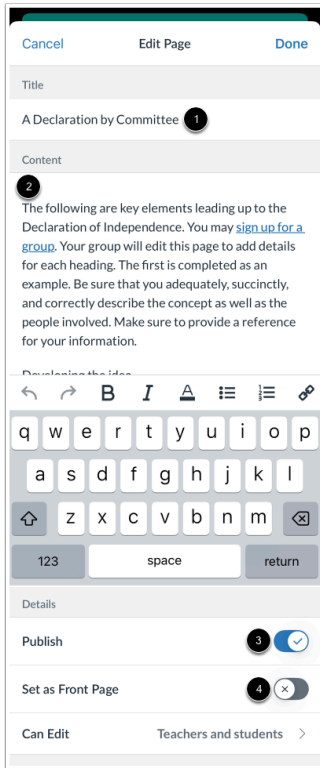 Cancel Edit Page Done
Title
A Declaration by Committee 1
Content
2
The following are key elements leading up to the
Declaration of Independence. You may sign up for a
group. Your group will edit this page to add details
for each heading. The first is completed as an
example. Be sure that you adequately, succinctly,
and correctly describe the concept as well as the
people involved. Make sure to provide a reference
for your information.
Developing the idea
B I A
q w e r t y u i o p
a s d f g h j k l
z x c v b n m
123 space return
Details
Publish 3
Set as Front Page 4
Can Edit Teachers and students